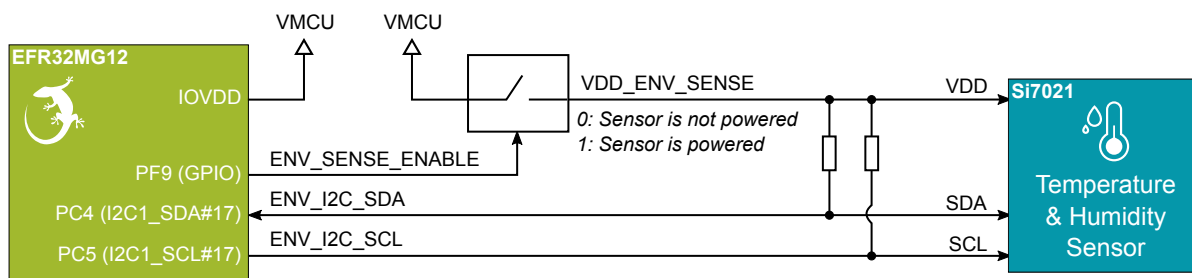 VMCU
VMCU
EFR32MG12
IOVDD
VDD_ENV_SENSE
VDD
Si7021
0: Sensor is not powered
1: Sensor is powered
ENV_SENSE_ENABLE
PF9 (GPIO)
ENV_I2C_SDA
PC4 (I2C1_SDA#17)
SDA
Temperature
& Humidity
Sensor
ENV_I2C_SCL
PC5 (I2C1_SCL#17)
SCL